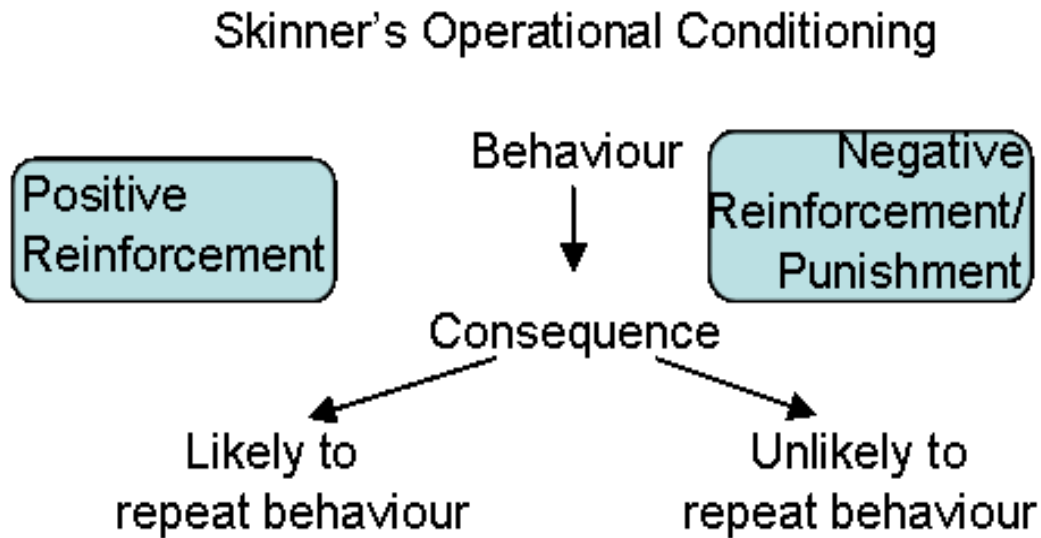 Skinner's Operational Conditioning
Behaviour
Positive
Reinforcement
Negative
Reinforcement/
Punishment
Consequence
Likely to
repeat behaviour
Unlikely to
repeat behaviour